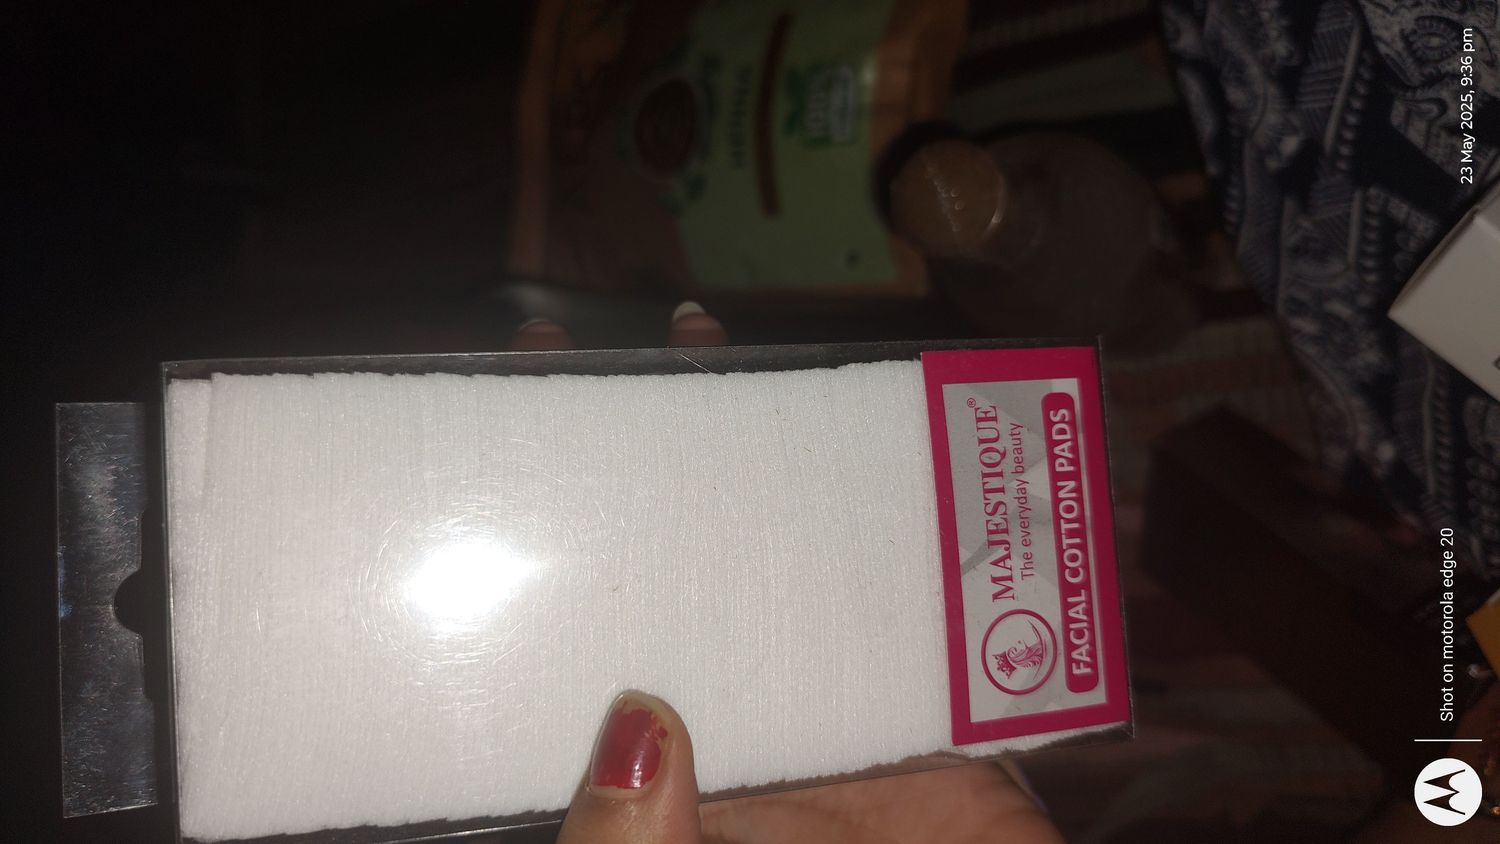 MAJESTIQUE®
The everyday beauty
FACIAL COTTON PADS
23 May 2025, 9:36 pm
Shot on motorola edge 20